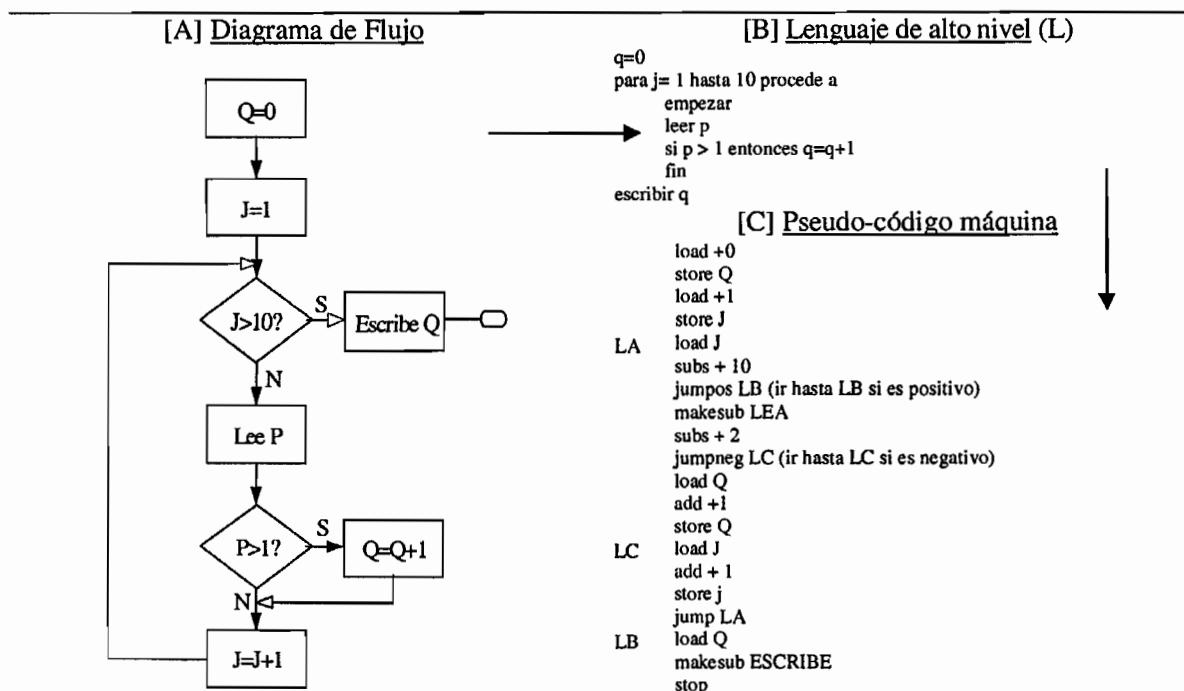 [A] Diagrama de Flujo
Q=0
J=1
J>10?
S
Escribe Q
N
Lee P
P>1?
S
Q=Q+1
N
J=J+1
[B] Lenguaje de alto nivel (L)
q=0
para j= 1 hasta 10 procede a
empezar
leer p
si p > 1 entonces q=q+1
fin
escribir q
[C] Pseudo-código máquina
load +0
store Q
load +1
store J
LA load J
subs + 10
jumpos LB (ir hasta LB si es positivo)
makesub LEA
subs + 2
jumpneg LC (ir hasta LC si es negativo)
load Q
add +1
store Q
LC load J
add + 1
store j
jump LA
LB load Q
makesub ESCRIBE
stop